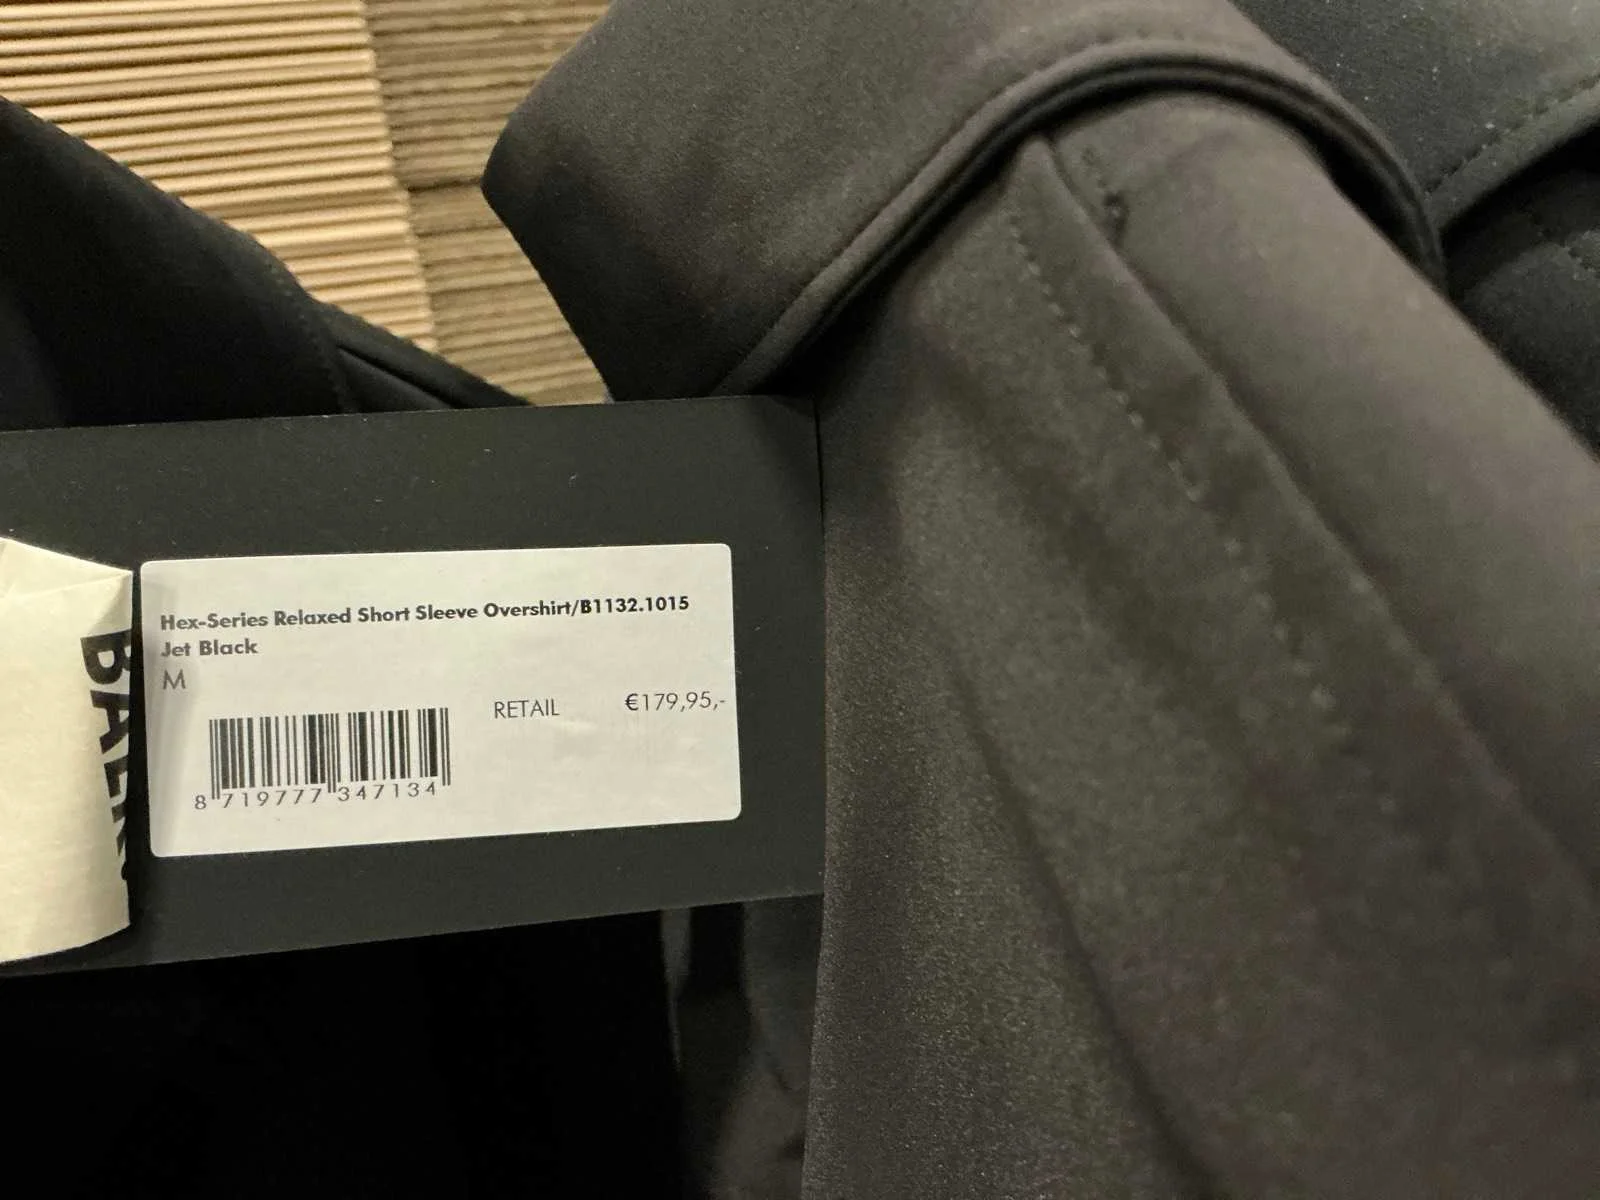 Hex-Series Relaxed Short Sleeve Overshirt/B1132.1015
Jet Black
M
RETAIL €179,95,-
8 719777 347134